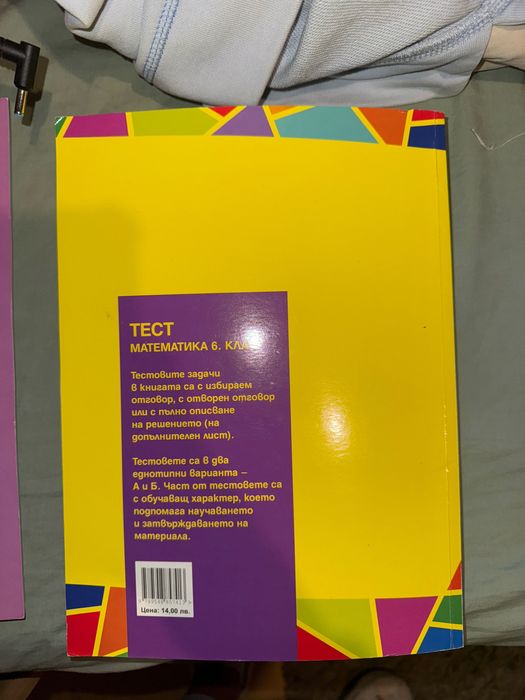 ТЕСТ
МАТЕМАТИКА 6.
Тестовите задачи
в книгата са с избираем
отговор, с отворен отговор
или с пълно описване
на решението (на
допълнителен лист).
Тестовете са в два
еднотипни варианта –
А и Б. Част от тестовете са
с обучаващ характер, което
подпомага научаването
и затвърждаването на
материала.
Цена: 14,00 лв.